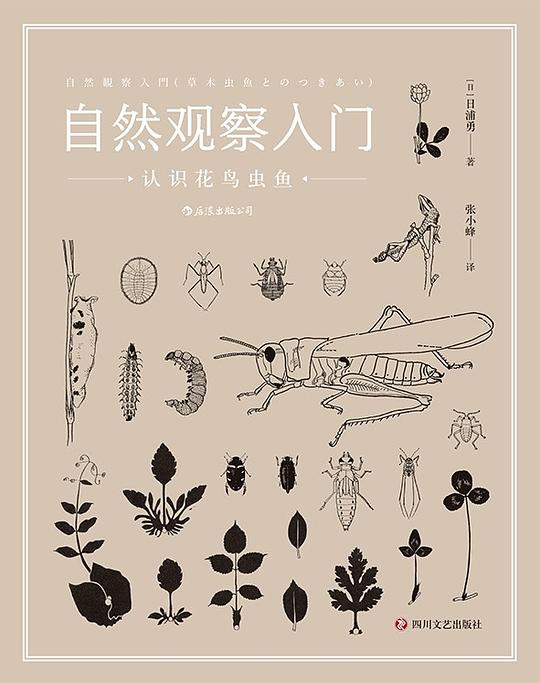 自然観察入門(草木虫魚とのつきあい)
自然观察入门
认识花鸟虫鱼
后浪出版公司
[日]日浦勇——著
张小蜂——译
四川文艺出版社